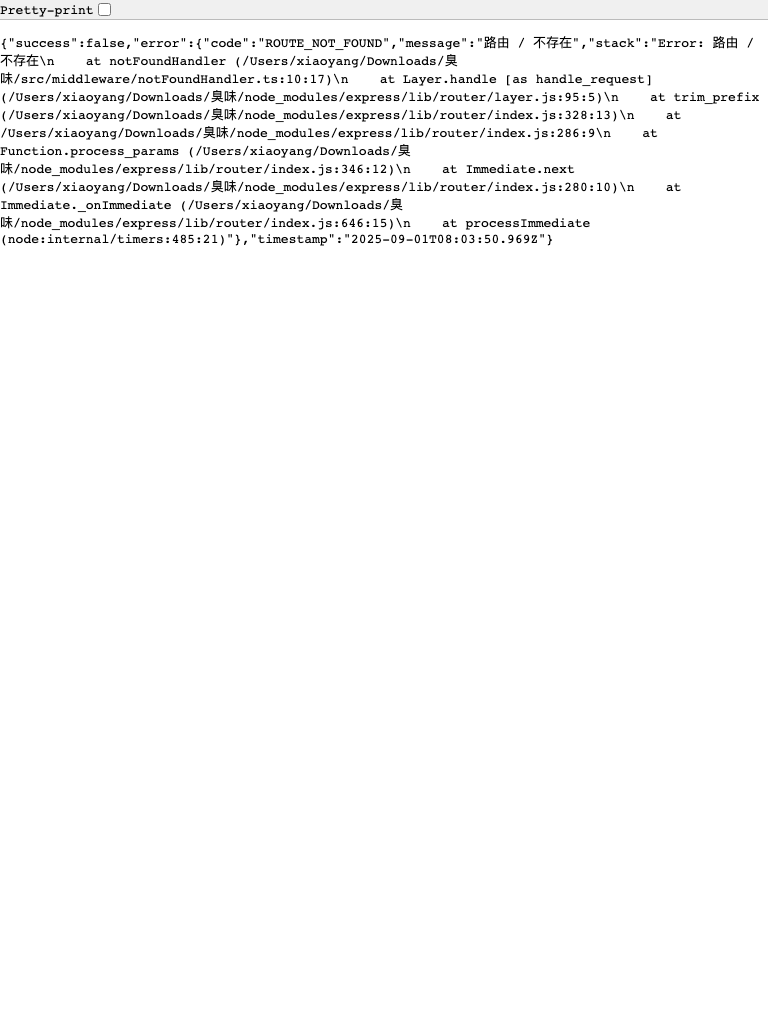 Pretty-print
{"success":false,"error":{"code":"ROUTE_NOT_FOUND","message":"路由 / 不存在","stack":"Error: 路由 /
不存在\n    at notFoundHandler (/Users/xiaoyang/Downloads/臭
味/src/middleware/notFoundHandler.ts:10:17)\n    at Layer.handle [as handle_request]
(/Users/xiaoyang/Downloads/臭味/node_modules/express/lib/router/layer.js:95:5)\n    at trim_prefix
(/Users/xiaoyang/Downloads/臭味/node_modules/express/lib/router/index.js:328:13)\n    at
/Users/xiaoyang/Downloads/臭味/node_modules/express/lib/router/index.js:286:9\n    at
Function.process_params (/Users/xiaoyang/Downloads/臭
味/node_modules/express/lib/router/index.js:346:12)\n    at Immediate.next
(/Users/xiaoyang/Downloads/臭味/node_modules/express/lib/router/index.js:280:10)\n    at
Immediate._onImmediate (/Users/xiaoyang/Downloads/臭
味/node_modules/express/lib/router/index.js:646:15)\n    at processImmediate
(node:internal/timers:485:21)"},"timestamp":"2025-09-01T08:03:50.969Z"}